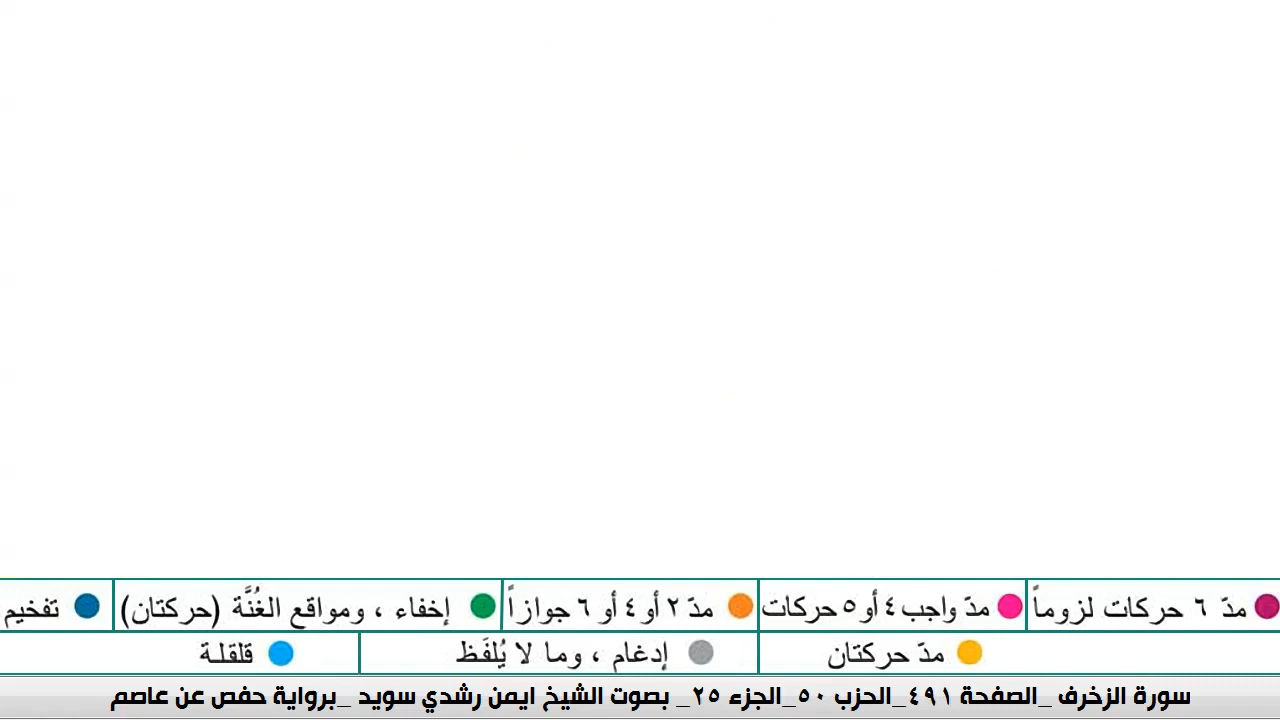 مدّ ٦ حركات لزوماً مدّ واجب ٤ أو ٥ حركات مدّ ٢ أو ٤ أو ٦ جوازاً إخفاء ، ومواقع الغُنَّة (حركتان) تفخيم
مدّ حركتان إدغام ، وما لا يُلفَظ قلقلة
سورة الزخرف _الصفحة ٤٩١_الحزب ٥٠_الجزء ٢٥_ بصوت الشيخ ايمن رشدي سويد _برواية حفص عن عاصم